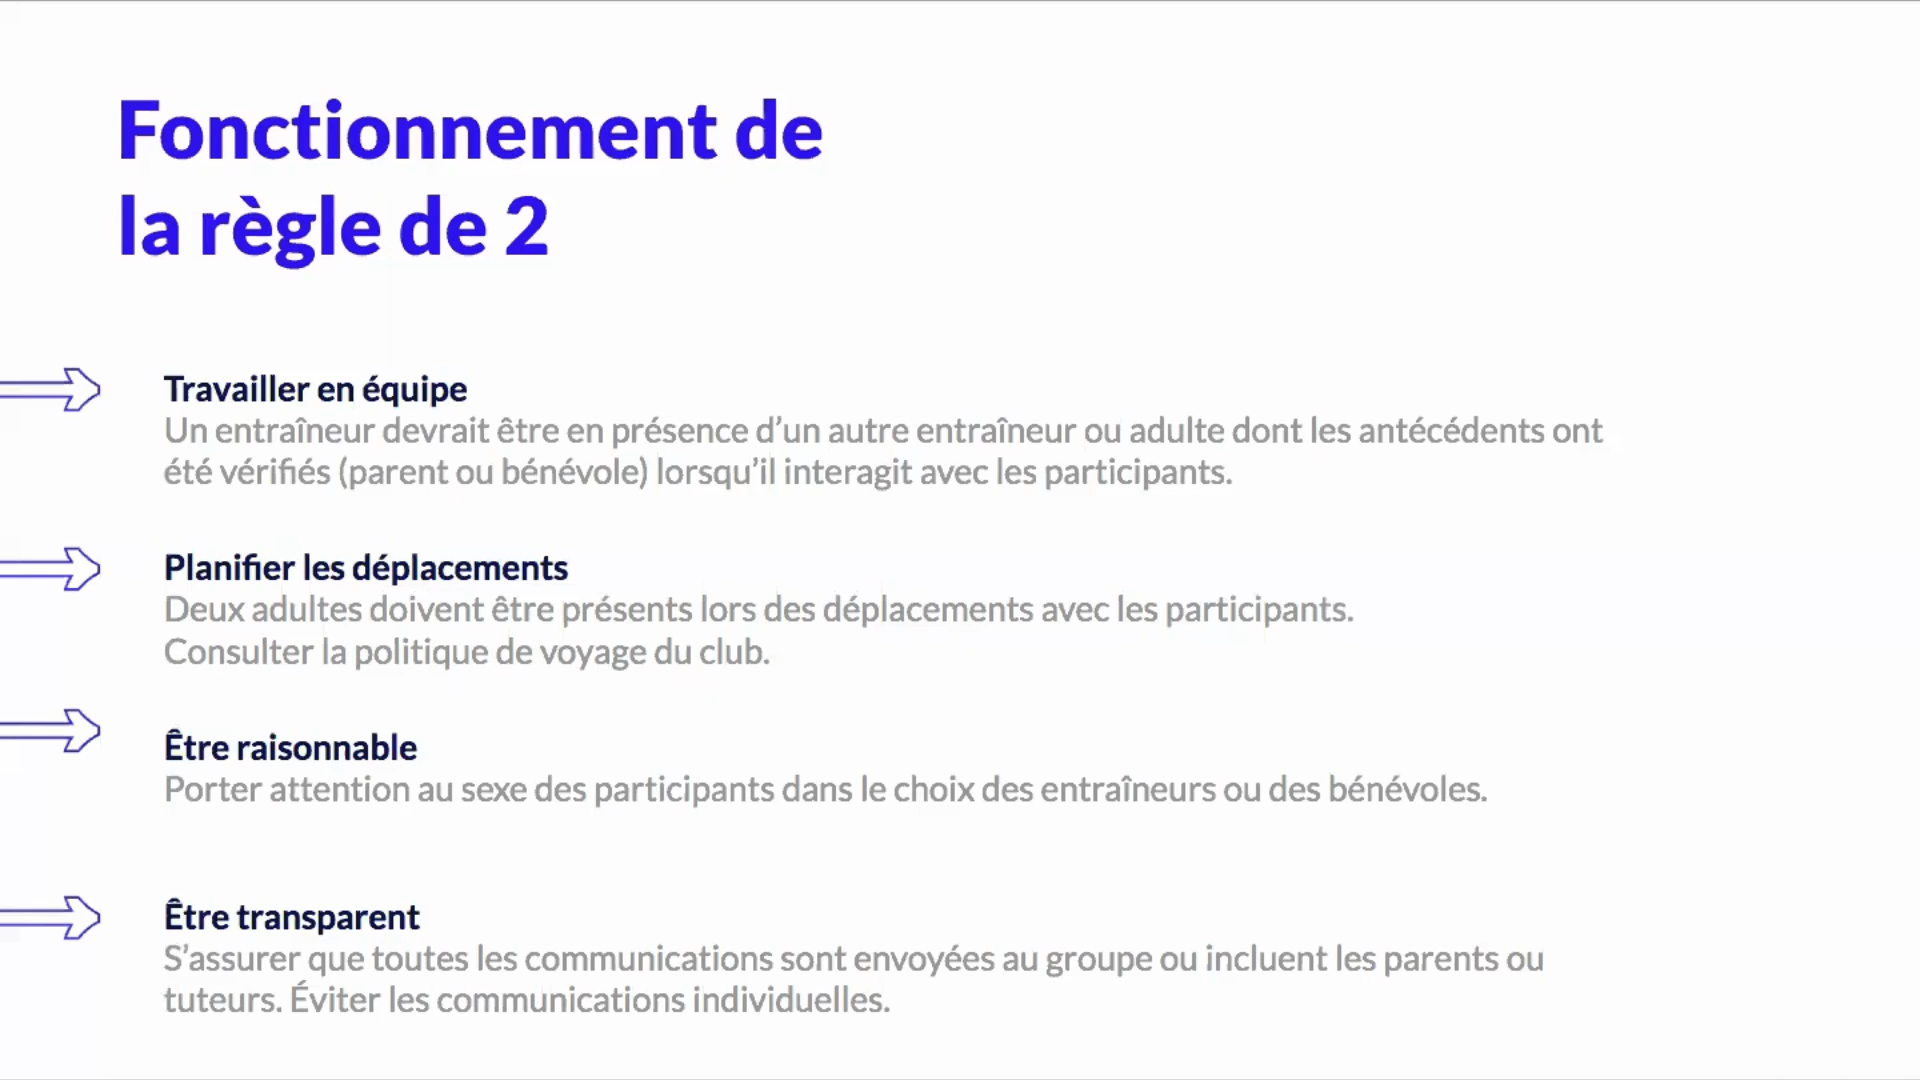 Fonctionnement de
la règle de 2
Travailler en équipe
Un entraîneur devrait être en présence d’un autre entraîneur ou adulte dont les antécédents ont
été vérifiés (parent ou bénévole) lorsqu’il interagit avec les participants.
Planifier les déplacements
Deux adultes doivent être présents lors des déplacements avec les participants.
Consulter la politique de voyage du club.
Être raisonnable
Porter attention au sexe des participants dans le choix des entraîneurs ou des bénévoles.
Être transparent
S’assurer que toutes les communications sont envoyées au groupe ou incluent les parents ou
tuteurs. Éviter les communications individuelles.